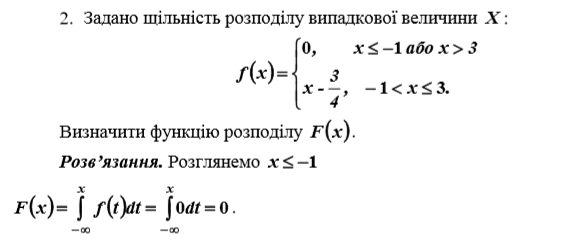 2. Задано щільність розподілу випадкової величини X:
f(x)= { 0, x ≤ −1 або x > 3
x - 3/4, −1 < x ≤ 3.
Визначити функцію розподілу F(x).
Розв’язання. Розглянемо x ≤ −1
F(x)= ∫_{−∞}^{x} f(t)dt = ∫_{−∞}^{x} 0dt = 0.